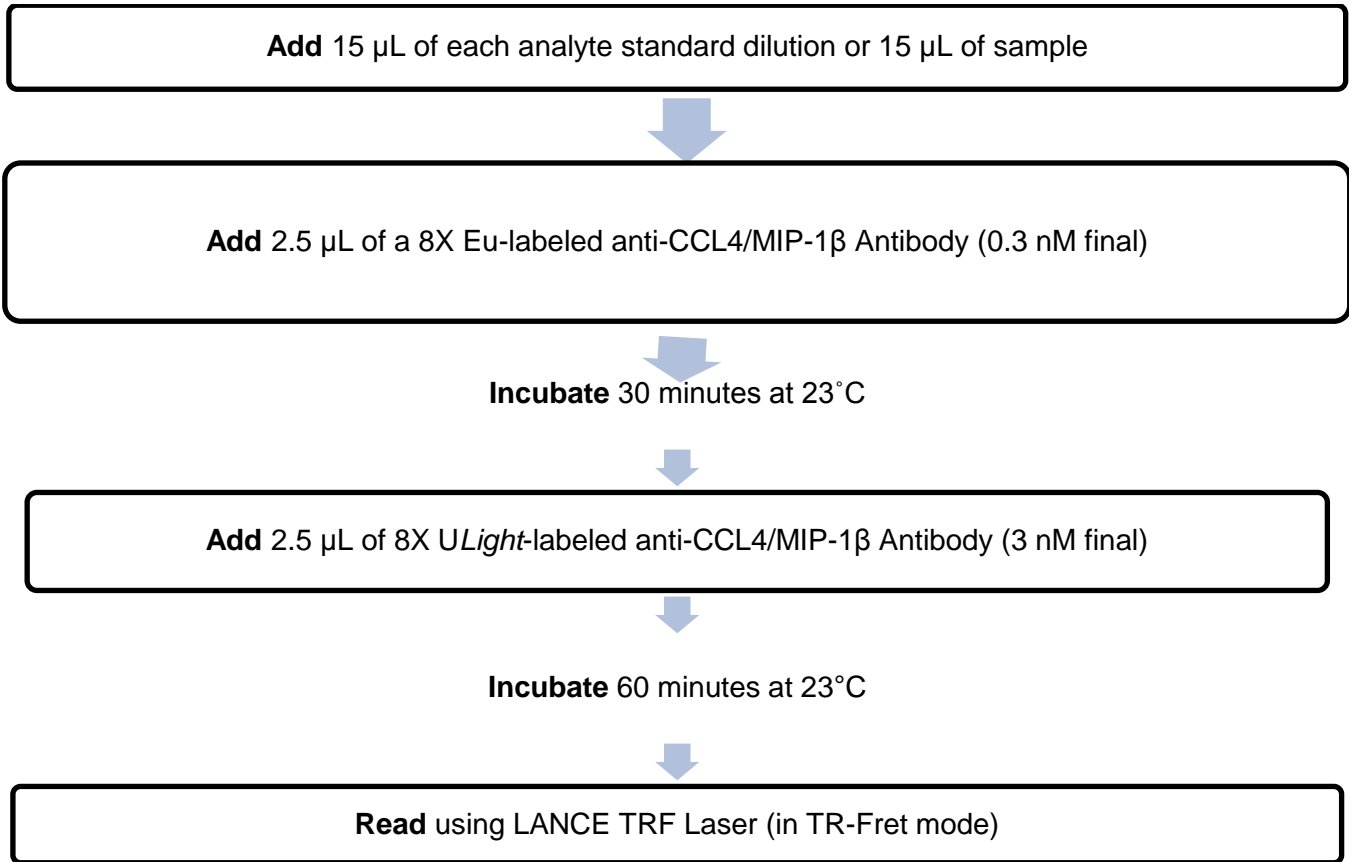 Add 15 µL of each analyte standard dilution or 15 µL of sample
Add 2.5 µL of a 8X Eu-labeled anti-CCL4/MIP-1β Antibody (0.3 nM final)
Incubate 30 minutes at 23˚C
Add 2.5 µL of 8X ULight-labeled anti-CCL4/MIP-1β Antibody (3 nM final)
Incubate 60 minutes at 23°C
Read using LANCE TRF Laser (in TR-Fret mode)